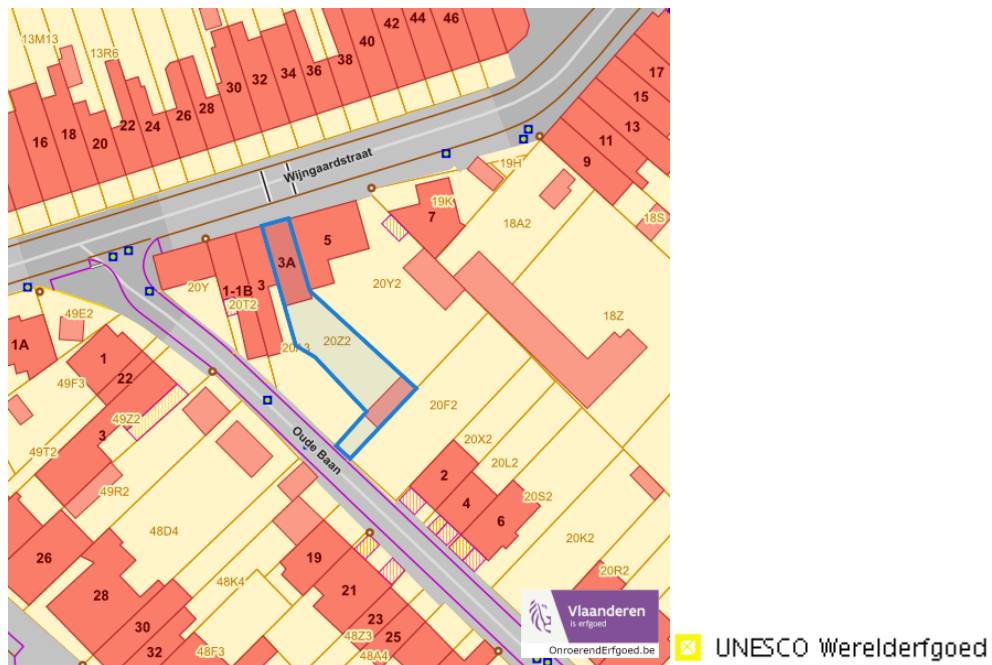 13M13
13R6
16
18
20
22
24
26
28
30
32
34
36
38
40
42
44
46
17
15
13
11
9
Wijngaardstraat
19H
19K
7
18A2
18S
5
3A
3
1-1B
20Y
20T2
20A3
20Z2
20Y2
18Z
49E2
1A
1
22
49F3
49Z2
3
49T2
49R2
48D4
Oude Baan
20F2
20X2
20L2
20S2
2
4
6
20K2
20R2
26
28
30
32
48K4
48F3
19
21
23
25
48Z3
48A4
Vlaanderen
is erfgoed
OnroerendErfgoed.be
UNESCO Werelderfgoed